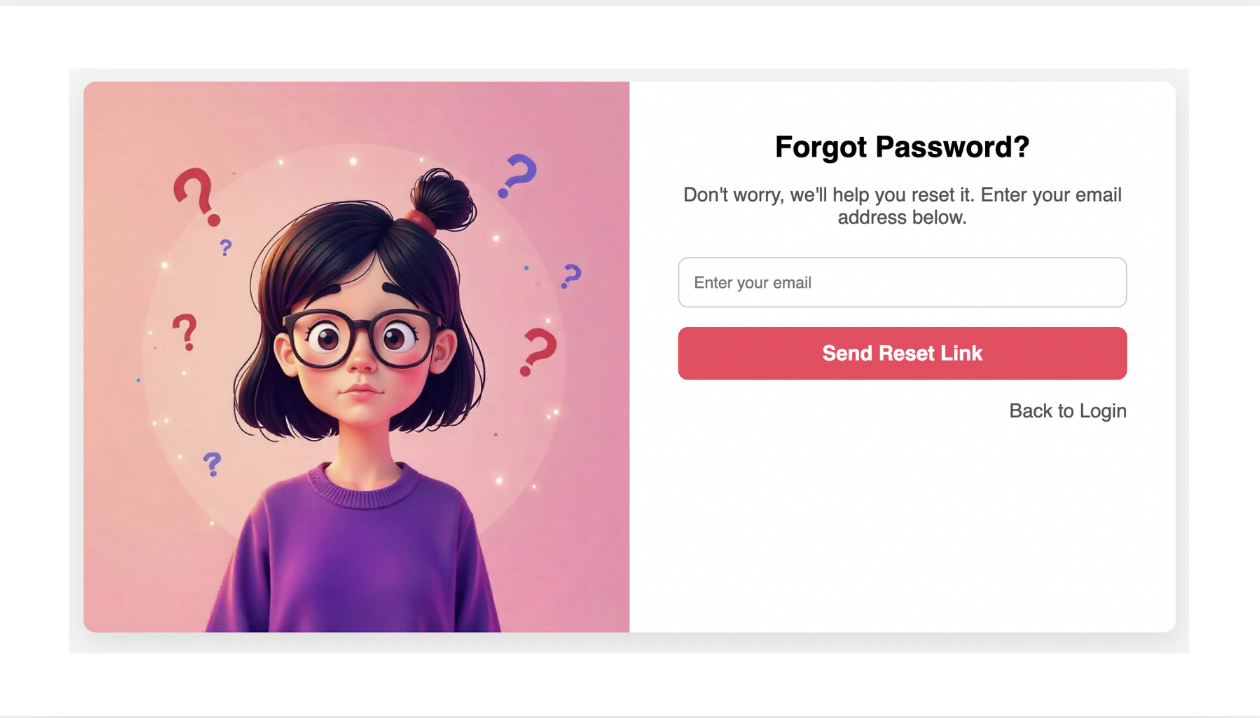 Forgot Password?
Don't worry, we'll help you reset it. Enter your email
address below.
Enter your email
Send Reset Link
Back to Login